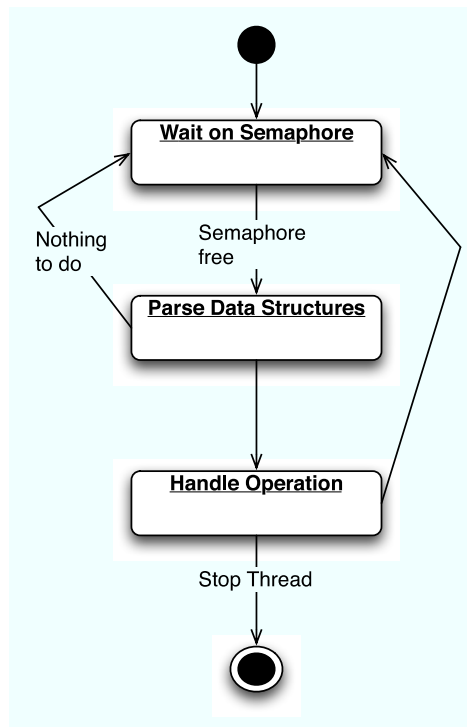 Wait on Semaphore
Nothing
to do
Semaphore
free
Parse Data Structures
Handle Operation
Stop Thread